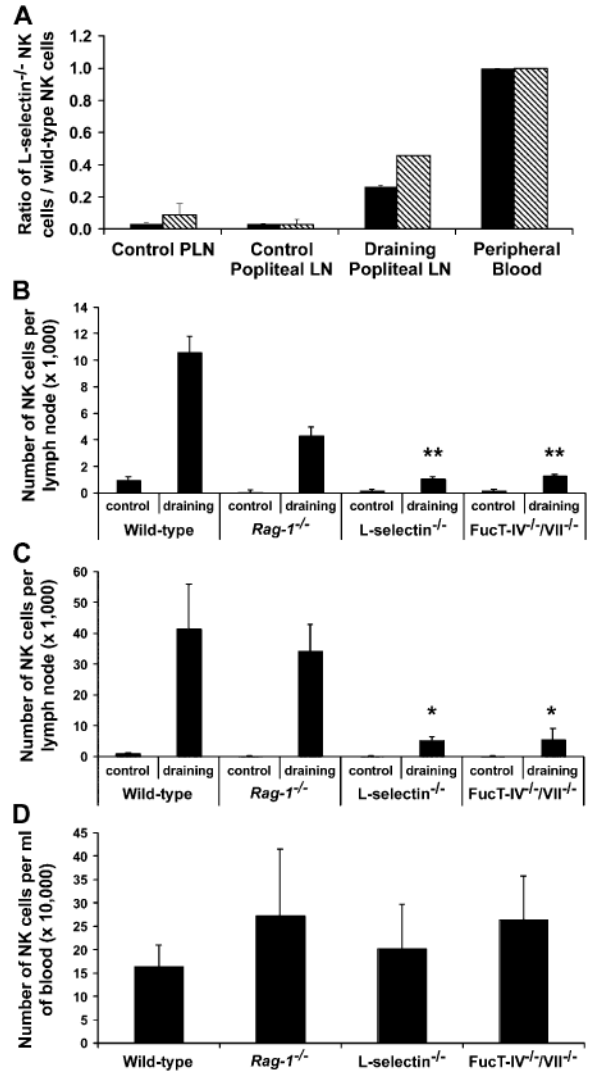 A
Ratio of L-selectin-/- NK
cells / wild-type NK cells
1.2
1.0
0.8
0.6
0.4
0.2
0.0
Control PLN
Control
Popliteal LN
Draining
Popliteal LN
Peripheral
Blood
B
Number of NK cells per
lymph node (x 1,000)
14
12
10
8
6
4
2
0
** **
control draining control draining control draining control draining
Wild-type Rag-1-/- L-selectin-/- FucT-IV-/-/VII-/-
C
Number of NK cells per
lymph node (x 1,000)
60
50
40
30
20
10
0
* *
control draining control draining control draining control draining
Wild-type Rag-1-/- L-selectin-/- FucT-IV-/-/VII-/-
D
Number of NK cells per ml
of blood (x 10,000)
45
40
35
30
25
20
15
10
5
0
Wild-type Rag-1-/- L-selectin-/- FucT-IV-/-/VII-/-